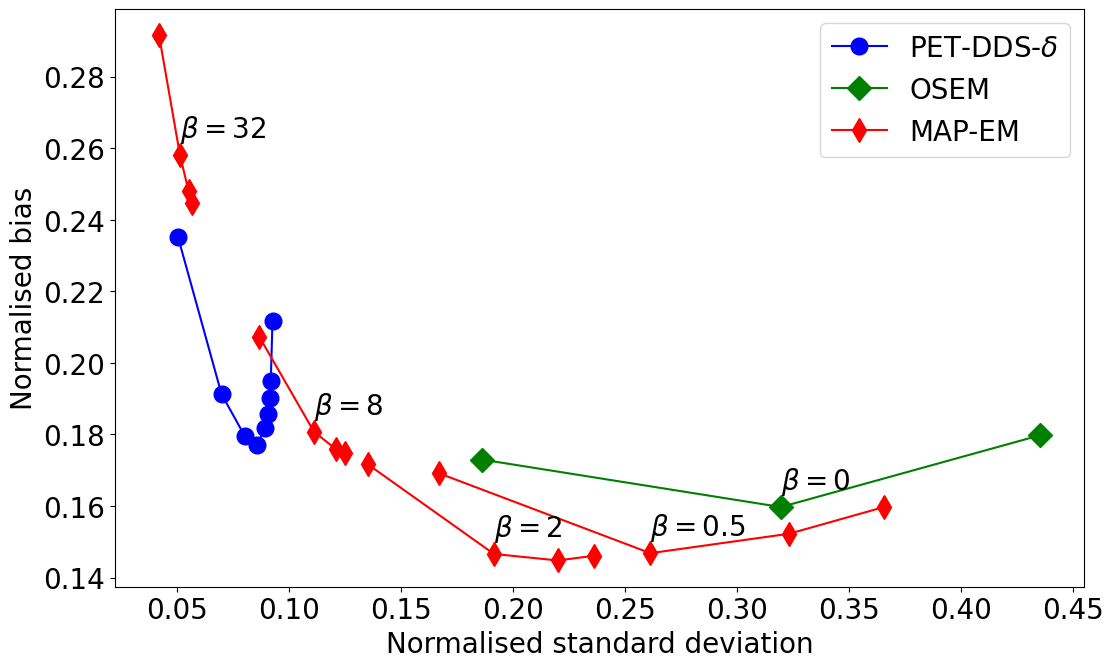 PET-DDS-δ
OSEM
MAP-EM
β = 32
β = 8
β = 2
β = 0.5
β = 0
Normalised bias
0.28
0.26
0.24
0.22
0.20
0.18
0.16
0.14
0.05 0.10 0.15 0.20 0.25 0.30 0.35 0.40 0.45
Normalised standard deviation